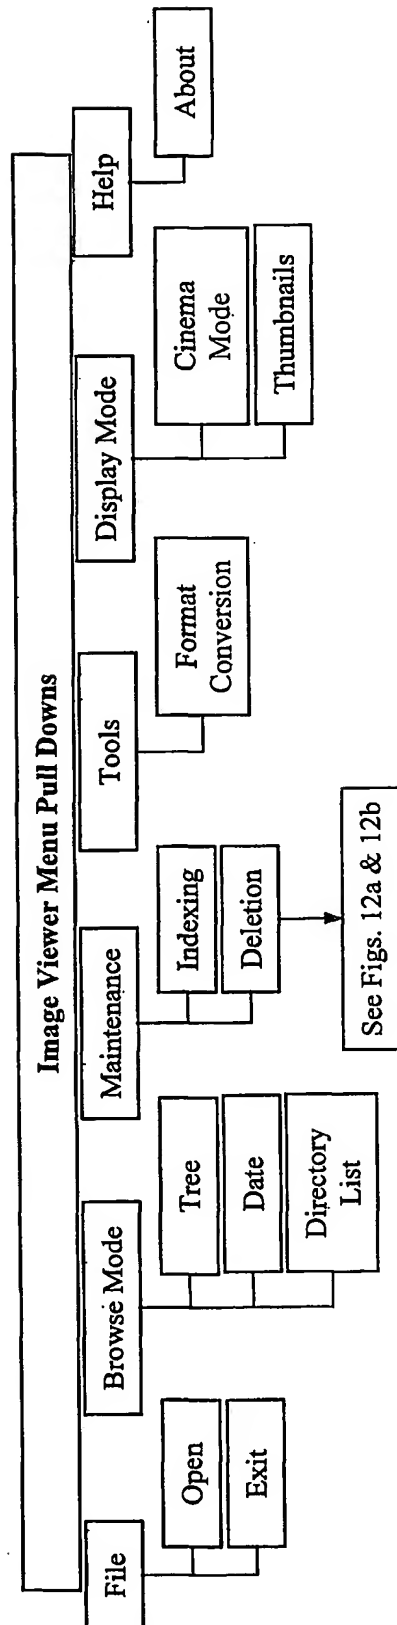 Image Viewer Menu Pull Downs
File
Open
Exit
Browse Mode
Tree
Date
Directory
List
Maintenance
Indexing
Deletion
See Figs. 12a & 12b
Tools
Format
Conversion
Display Mode
Cinema
Mode
Thumbnails
Help
About